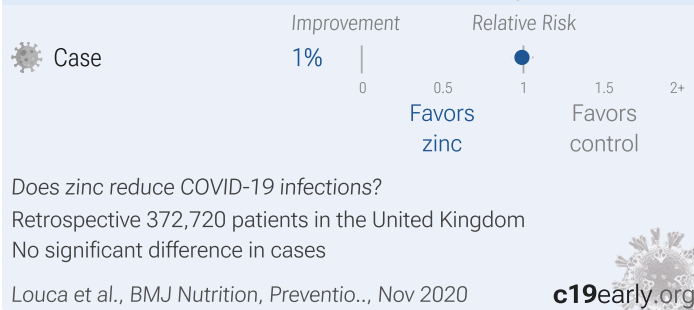 Improvement Relative Risk
Case 1%
0 0.5 1 1.5 2+
Favors Favors
zinc control
Does zinc reduce COVID-19 infections?
Retrospective 372,720 patients in the United Kingdom
No significant difference in cases
Louca et al., BMJ Nutrition, Preventio.., Nov 2020 c19early.org